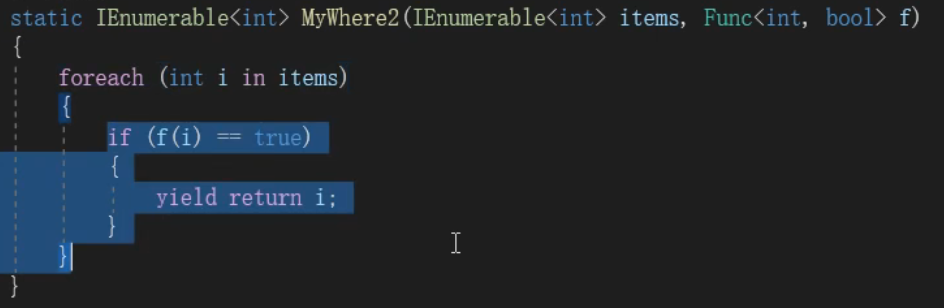 static IEnumerable<int> MyWhere2(IEnumerable<int> items, Func<int, bool> f)
{
    foreach (int i in items)
    {
        if (f(i) == true)
        {
            yield return i;
        }
    }
}